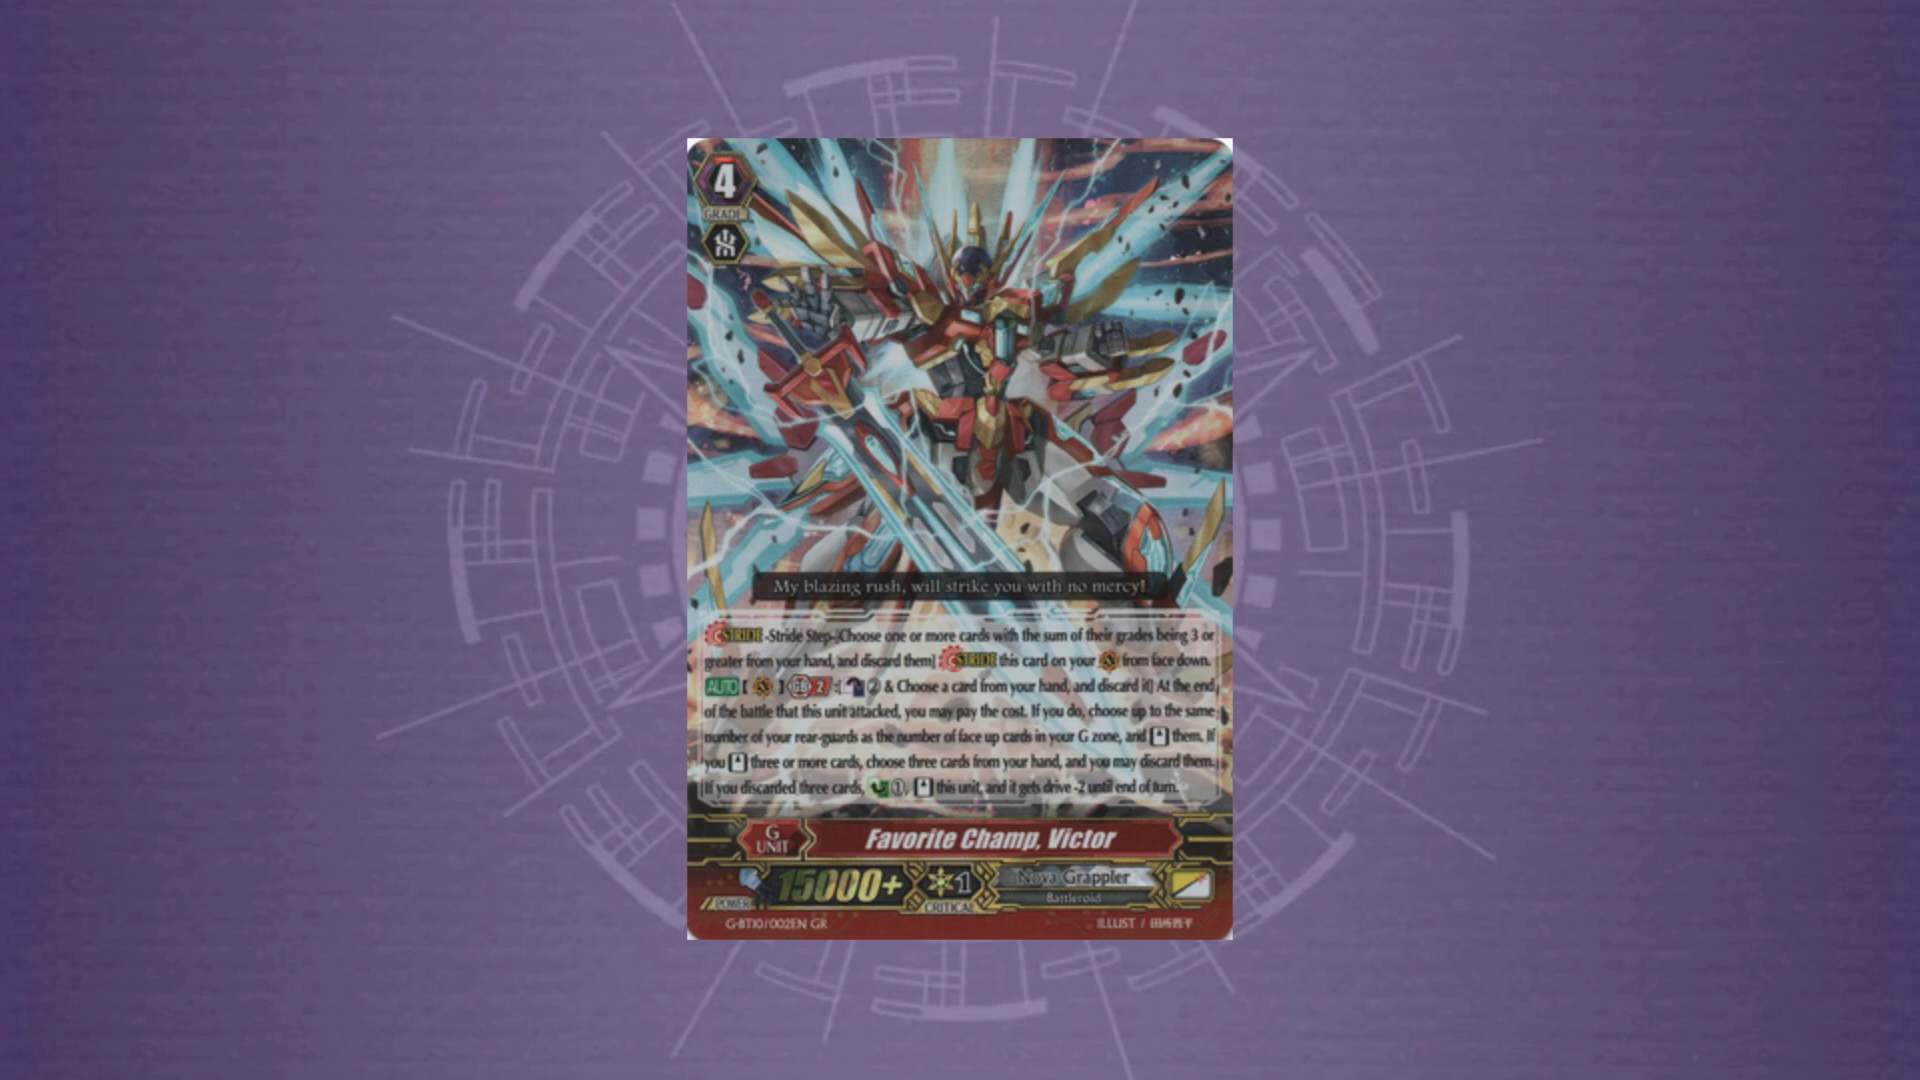 4
GRADE
My blazing rush, will strike you with no mercy!
STRIDE -Stride Step-[Choose one or more cards with the sum of their grades being 3 or
greater from your hand, and discard them] STRIDE this card on your from face down.
AUTO [ ] GB 2 :[ 2 & Choose a card from your hand, and discard it] At the end
of the battle that this unit attacked, you may pay the cost. If you do, choose up to the same
number of your rear-guards as the number of face up cards in your G zone, and them. If
you three or more cards, choose three cards from your hand, and you may discard them.
If you discarded three cards, 1, this unit, and it gets drive -2 until end of turn.
G
UNIT
Favorite Champ, Victor
POWER 15000+ 1 CRITICAL
Nova Grappler
Battleroid
G-BT10/002EN GR
ILLUST /